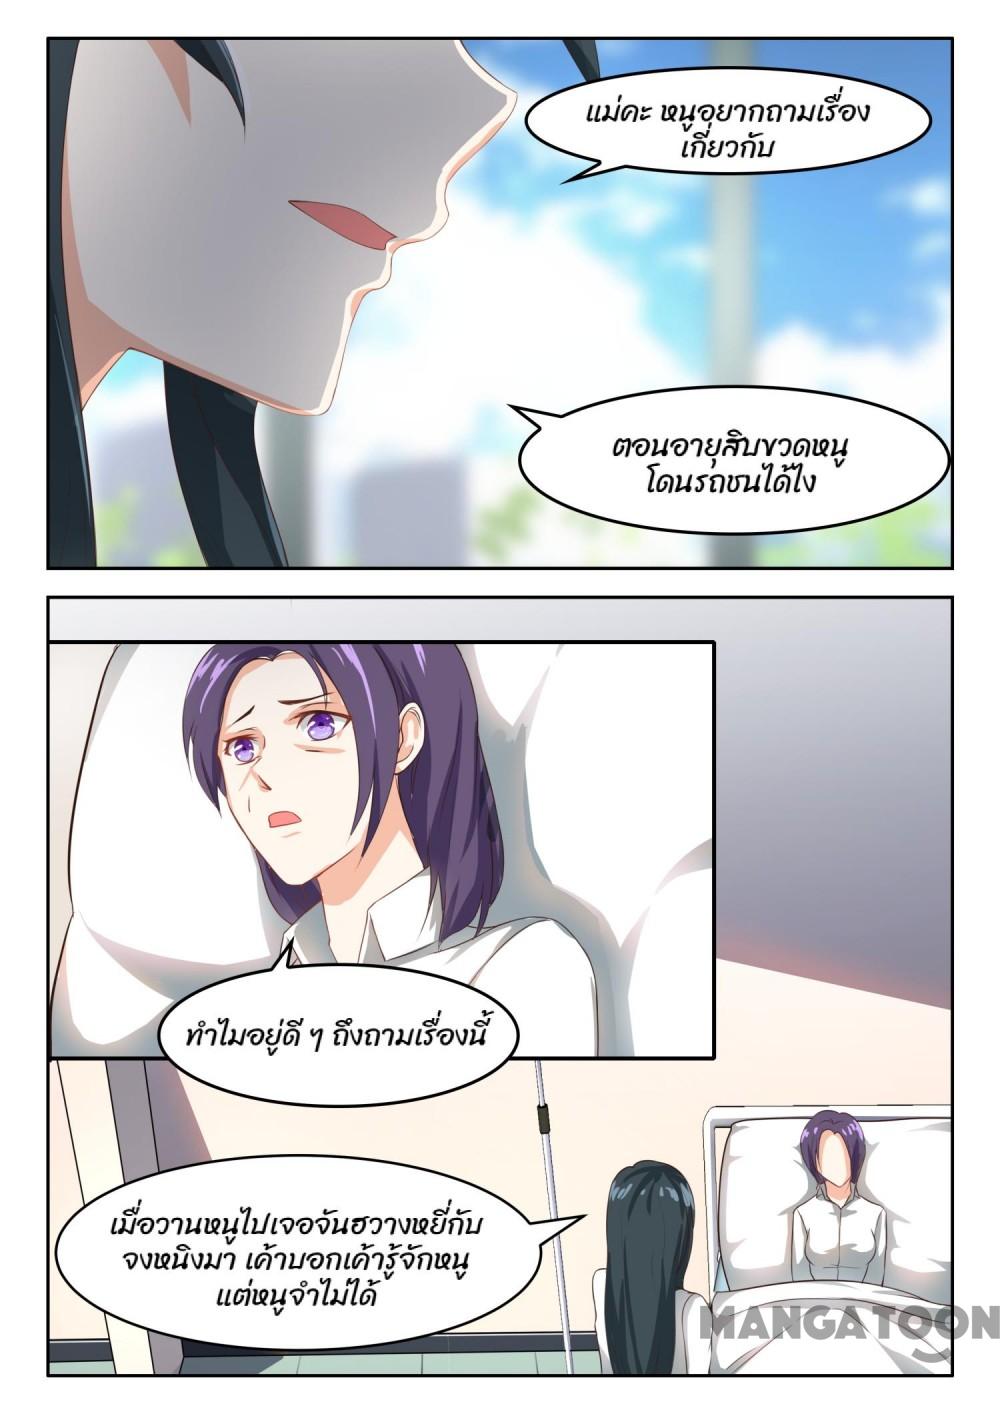 แม่คะ หนูอยากถามเรื่อง
เกี่ยวกับ
ตอนอายุสิบขวดหนู
โดนรถชนได้ไง
ทำไมอยู่ดี ๆ ถึงถามเรื่องนี้
เมื่อวานหนูไปเจอจันฮวางหยี่กับ
จงหนิงมา เค้าบอกเค้ารู้จักหนู
แต่หนูจำไม่ได้
MANGATOON